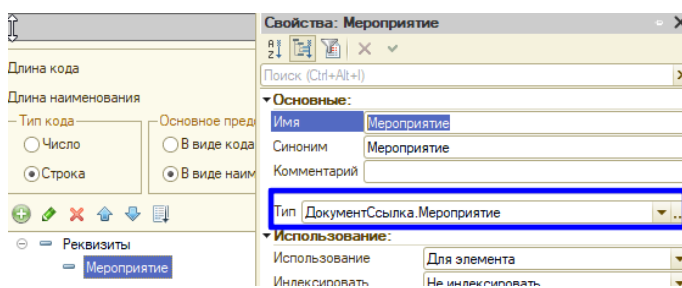 Свойства: Мероприятие
Поиск (Ctrl+Alt+I)
Длина кода
Длина наименования
Тип кода
Основное пред
Число
В виде кода
Строка
В виде наим
Реквизиты
Мероприятие
Основные:
Имя Мероприятие
Синоним Мероприятие
Комментарий
Тип ДокументСсылка.Мероприятие
Использование:
Использование Для элемента
Индексировать Не индексировать